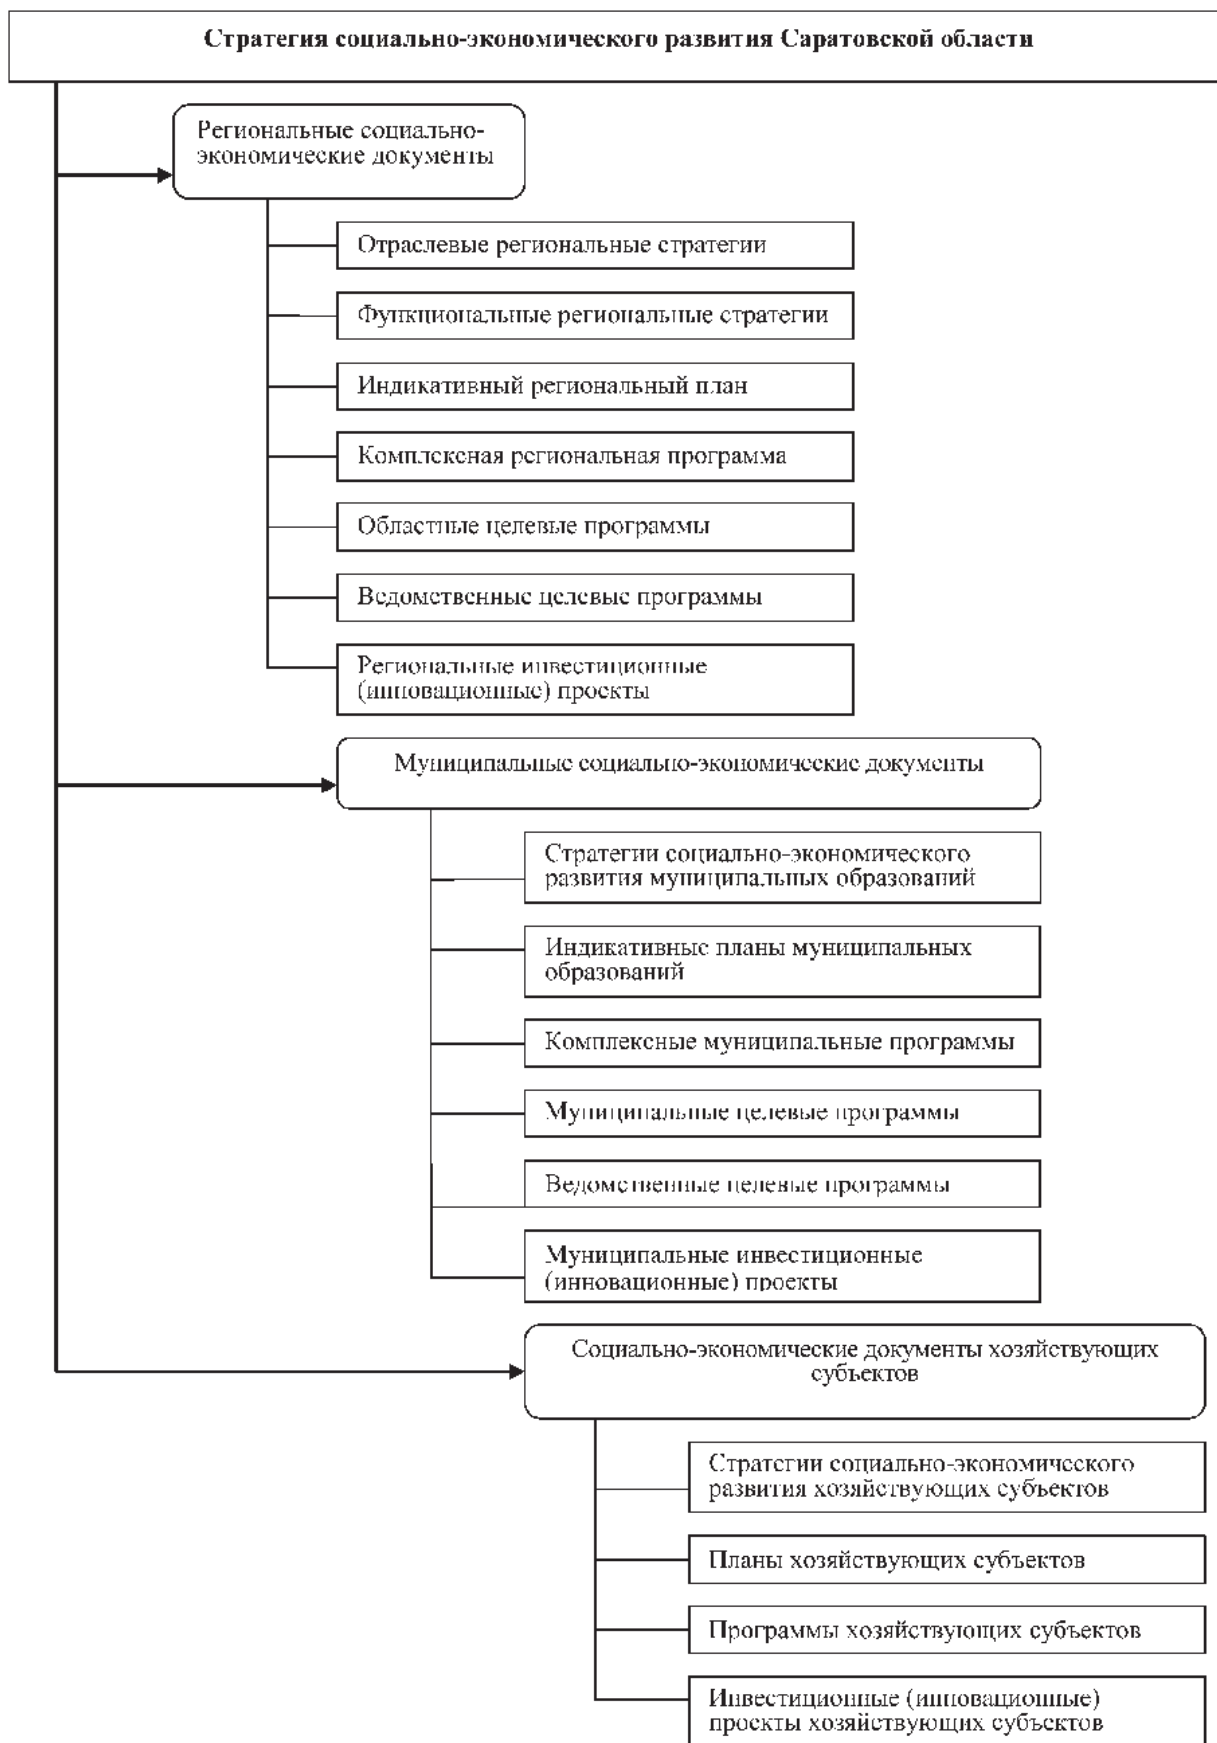 Стратегия социально-экономического развития Саратовской области
Региональные социально-
экономические документы
Отраслевые региональные стратегии
Функциональные региональные стратегии
Индикативный региональный план
Комплексная региональная программа
Областные целевые программы
Ведомственные целевые программы
Региональные инвестиционные
(инновационные) проекты
Муниципальные социально-экономические документы
Стратегии социально-экономического
развития муниципальных образований
Индикативные планы муниципальных
образований
Комплексные муниципальные программы
Муниципальные целевые программы
Ведомственные целевые программы
Муниципальные инвестиционные
(инновационные) проекты
Социально-экономические документы хозяйствующих
субъектов
Стратегии социально-экономического
развития хозяйствующих субъектов
Планы хозяйствующих субъектов
Программы хозяйствующих субъектов
Инвестиционные (инновационные)
проекты хозяйствующих субъектов